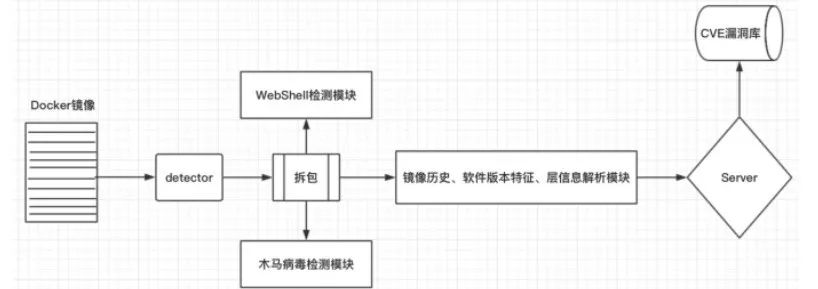 CVE漏洞库
WebShell检测模块
Docker镜像
detector
拆包
镜像历史、软件版本特征、层信息解析模块
Server
木马病毒检测模块